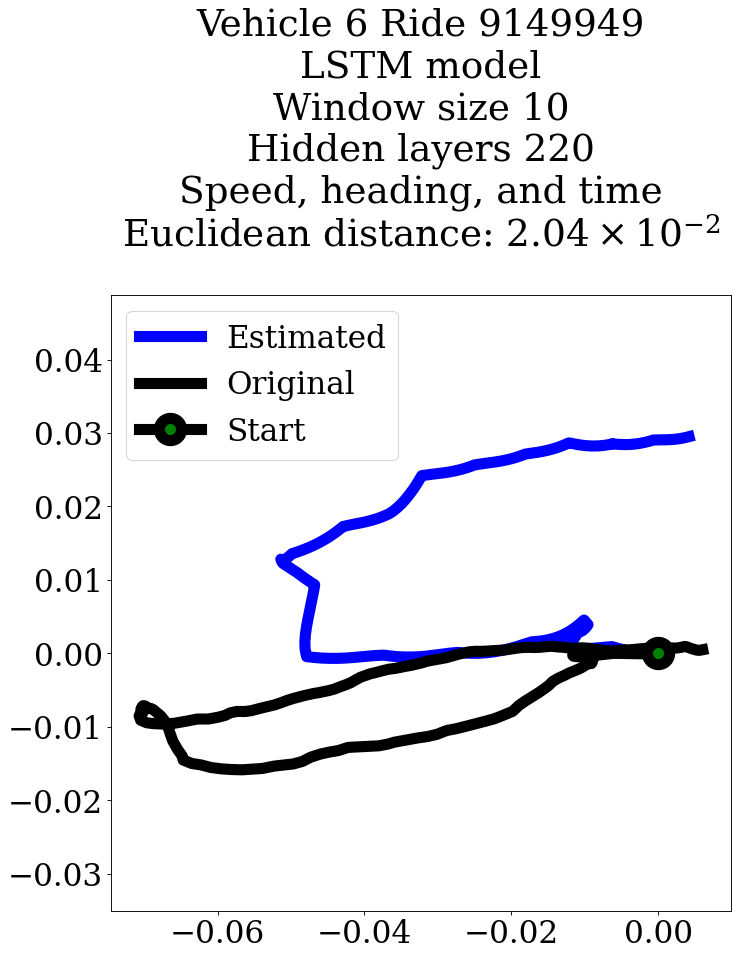 Vehicle 6 Ride 9149949
LSTM model
Window size 10
Hidden layers 220
Speed, heading, and time
Euclidean distance: 2.04 × 10⁻²
Estimated
Original
Start
0.04
0.03
0.02
0.01
0.00
−0.01
−0.02
−0.03
−0.06 −0.04 −0.02 0.00